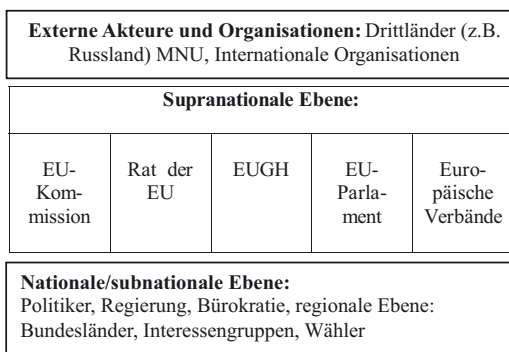 Externe Akteure und Organisationen: Drittländer (z.B.
Russland) MNU, Internationale Organisationen
Supranationale Ebene:
EU-
Kom-
mission
Rat der
EU
EUGH
EU-
Parla-
ment
Euro-
päische
Verbände
Nationale/subnationale Ebene:
Politiker, Regierung, Bürokratie, regionale Ebene:
Bundesländer, Interessengruppen, Wähler